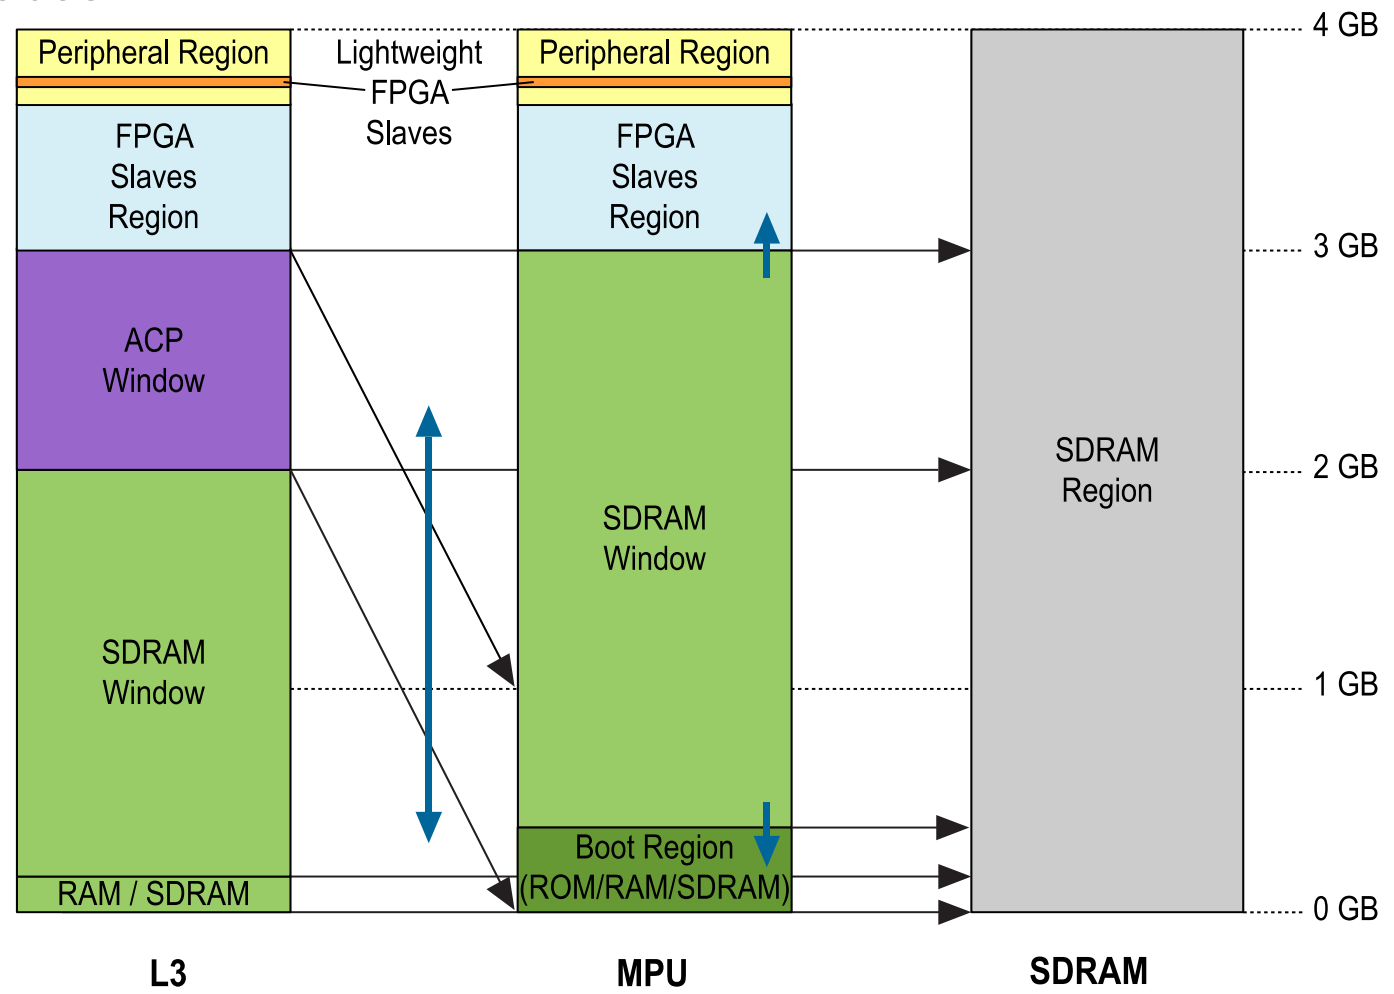 Peripheral Region
Lightweight
FPGA
Slaves
Peripheral Region
4 GB
FPGA
Slaves
Region
FPGA
Slaves
Region
3 GB
ACP
Window
SDRAM
Region
2 GB
SDRAM
Window
SDRAM
Window
1 GB
Boot Region
(ROM/RAM/SDRAM)
RAM / SDRAM
0 GB
L3
MPU
SDRAM